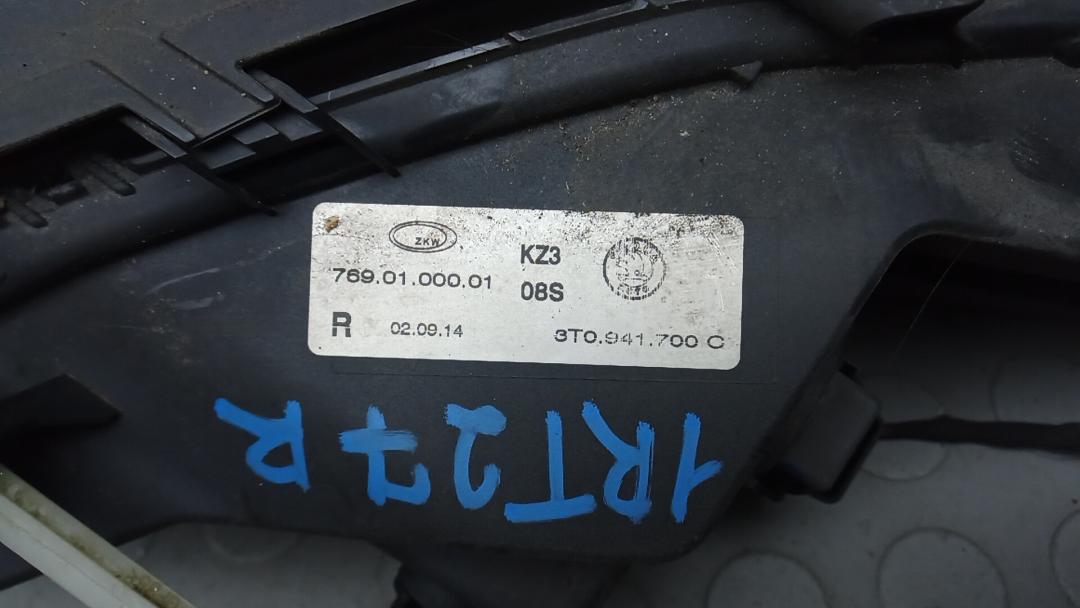 ZKW
KZ3
769.01.000.01
08S
R 02.09.14 3T0.941.700 C
1RT27R